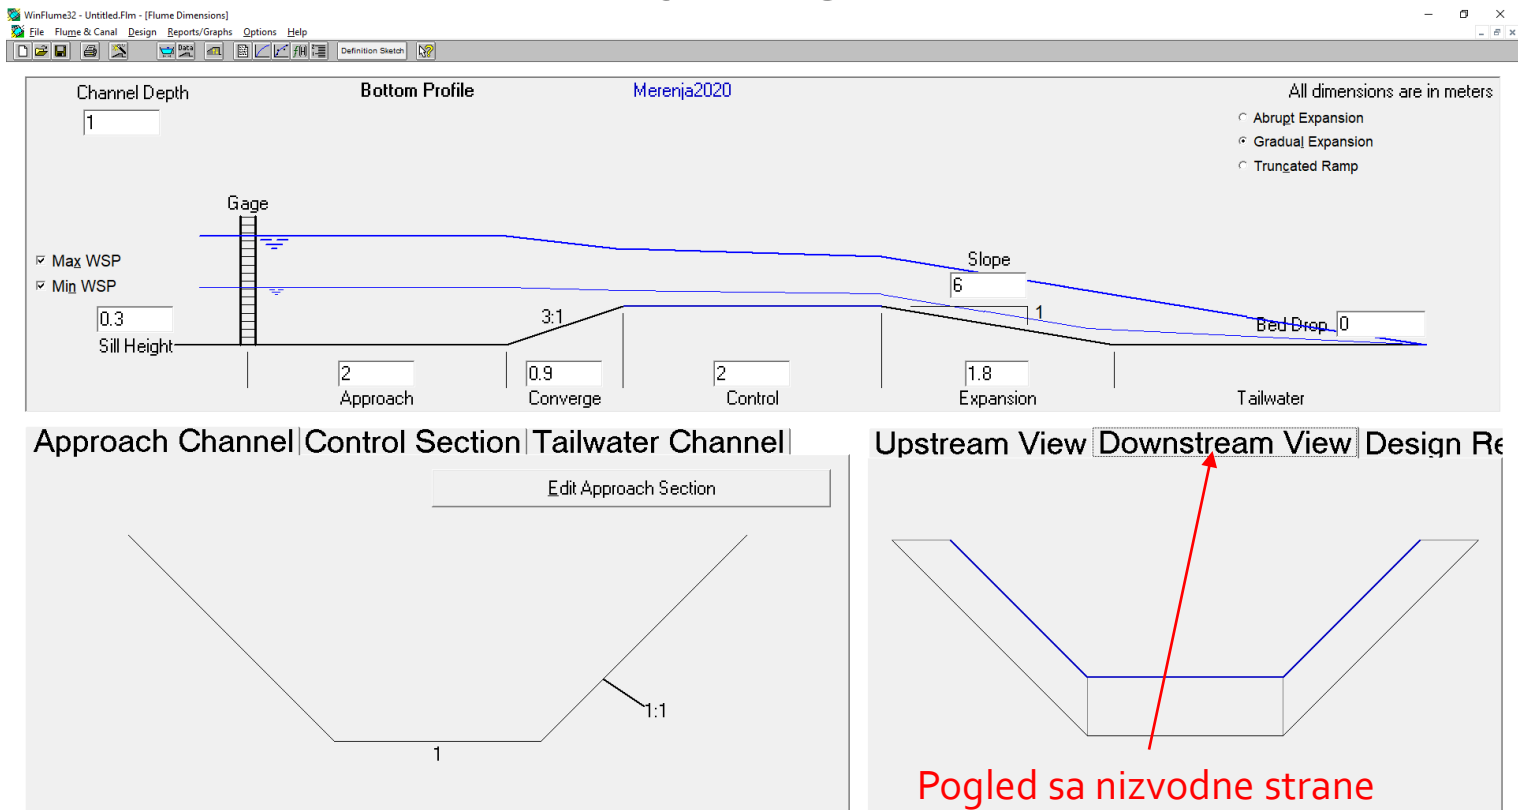 WinFlume32 - Untitled.Flm - [Flume Dimensions]
File Flume & Canal Design Reports/Graphs Options Help
Data fH Definition Sketch
Channel Depth
1
Bottom Profile
Merenja2020
All dimensions are in meters
Abrupt Expansion
Gradual Expansion
Truncated Ramp
Gage
Max WSP
Min WSP
0.3
Sill Height
3:1
Slope
6
1
Bed Drop 0
2 0.9 2 1.8
Approach Converge Control Expansion Tailwater
Approach Channel Control Section Tailwater Channel
Edit Approach Section
1:1
1
Upstream View Downstream View Design Re
Pogled sa nizvodne strane